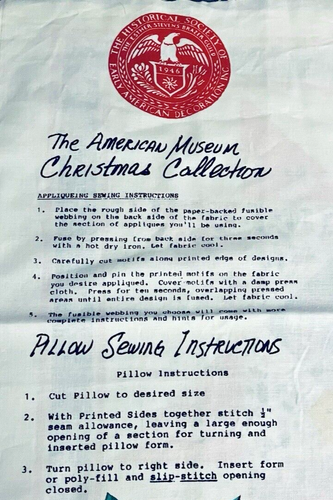 THE HISTORICAL SOCIETY OF
EARLY AMERICAN DECORATION INC
THE ESTHER STEVENS BRAZER GUILD
1946
The American Museum
Christmas Collection
APPLIQUEING SEWING INSTRUCTIONS
1. Place the rough side of the paper-backed fusible
webbing on the back side of the fabric to cover
the section of appliques you'll be using.
2. Fuse by pressing from back side for three seconds
with a hot dry iron. Let fabric cool.
3. Carefully cut motifs along printed edge of designs.
4. Position and pin the printed motifs on the fabric
you desire appliqued. Cover motifs with a damp press
cloth. Press for ten seconds, overlapping pressed
areas until entire design is fused. Let fabric cool.
5. The fusible webbing you choose will come with more
complete instructions and hints for usage.
Pillow Sewing Instructions
Pillow Instructions
1. Cut Pillow to desired size
2. With Printed Sides together stitch ½"
seam allowance, leaving a large enough
opening of a section for turning and
inserted pillow form.
3. Turn pillow to right side. Insert form
or poly-fill and slip-stitch opening
closed.